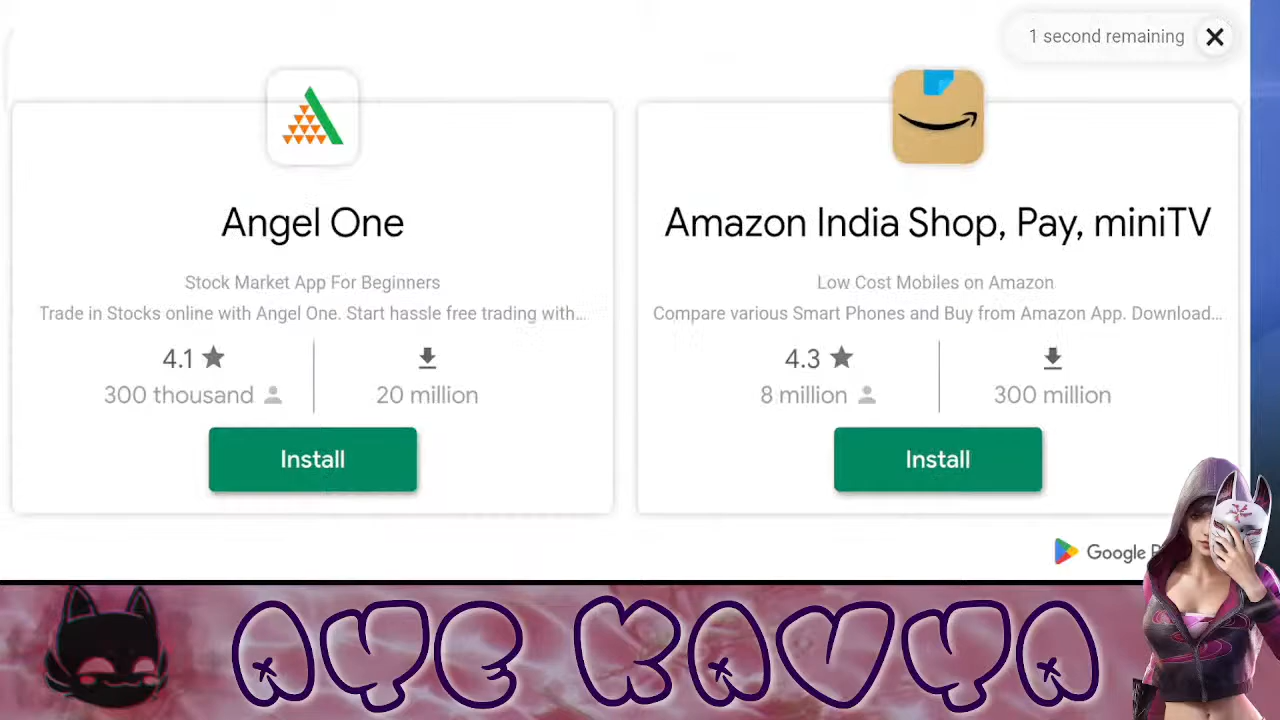 1 second remaining
Angel One
Stock Market App For Beginners
Trade in Stocks online with Angel One. Start hassle free trading with...
4.1
300 thousand
20 million
Install
Amazon India Shop, Pay, miniTV
Low Cost Mobiles on Amazon
Compare various Smart Phones and Buy from Amazon App. Download...
4.3
8 million
300 million
Install
Google
AYE KAVYA